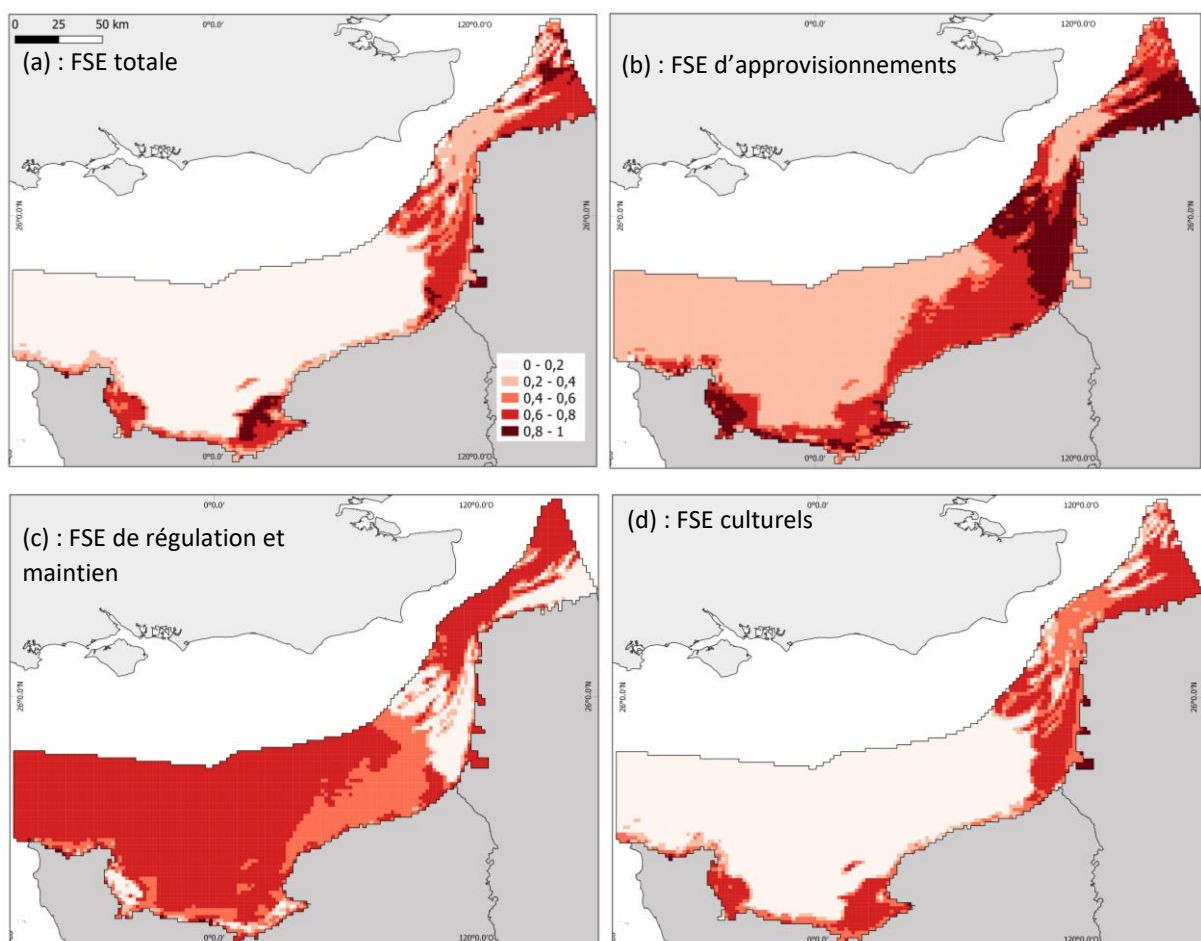 0 25 50 km
0°0.0'
120°0.0'O
(a) : FSE totale
26°0.0'N
26°0.0'N
0 - 0,2
0,2 - 0,4
0,4 - 0,6
0,6 - 0,8
0,8 - 1
0°0.0'
120°0.0'O
0°0.0'
120°0.0'O
(b) : FSE d’approvisionnements
26°0.0'N
26°0.0'N
0°0.0'
120°0.0'O
0°0.0'
120°0.0'O
(c) : FSE de régulation et
maintien
26°0.0'N
26°0.0'N
0°0.0'
120°0.0'O
0°0.0'
120°0.0'O
(d) : FSE culturels
26°0.0'N
26°0.0'N
0°0.0'
120°0.0'O